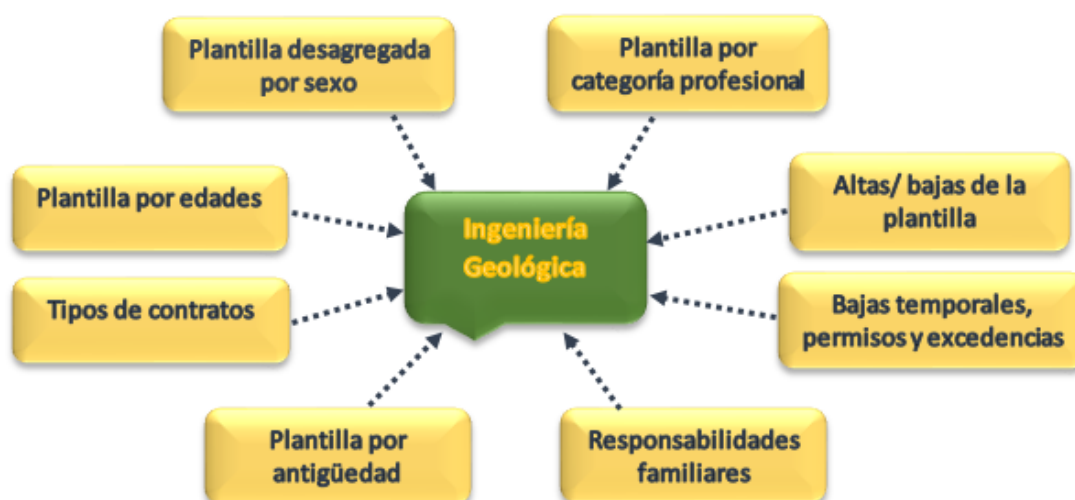 Plantilla desagregada
por sexo
Plantilla por
categoría profesional
Plantilla por edades
Altas/ bajas de la
plantilla
Ingeniería
Geológica
Tipos de contratos
Bajas temporales,
permisos y excedencias
Plantilla por
antigüedad
Responsabilidades
familiares